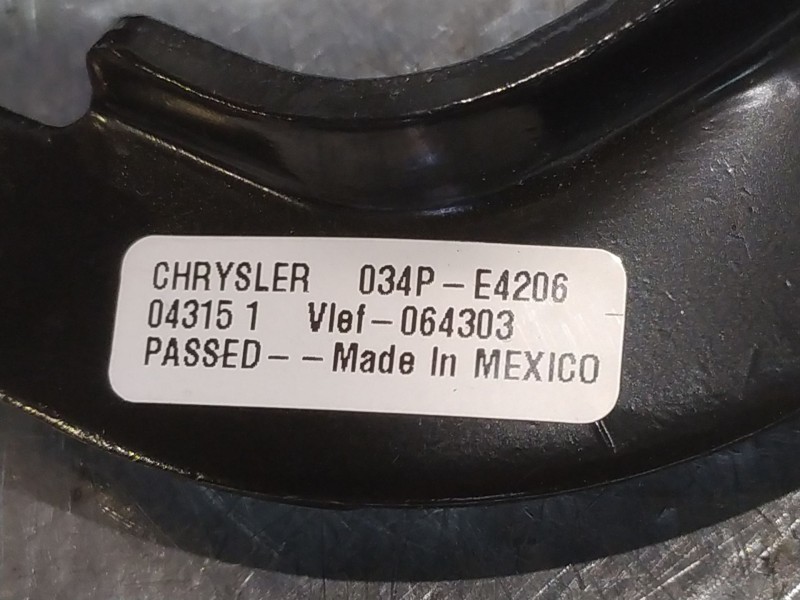 CHRYSLER 034P-E4206
04315 1 Vlef-064303
PASSED--Made In MEXICO